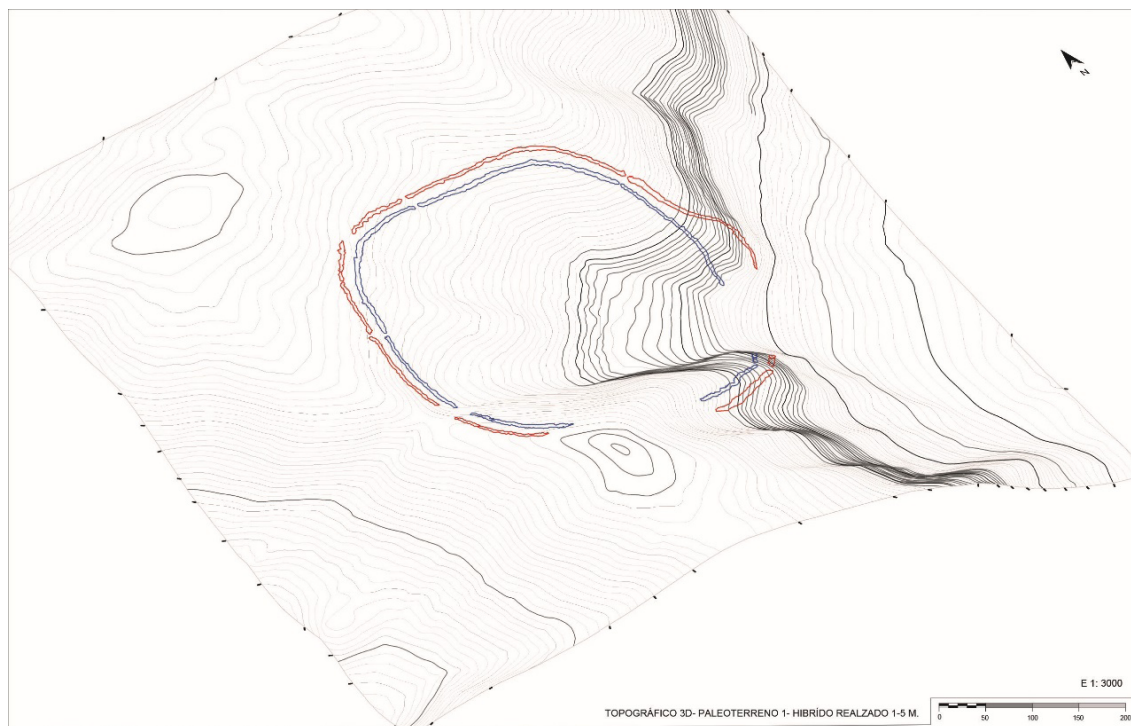 N
E 1: 3000
TOPOGRÁFICO 3D- PALEOTERRENO 1- HIBRÍDO REALZADO 1-5 M.
0 50 100 150 200